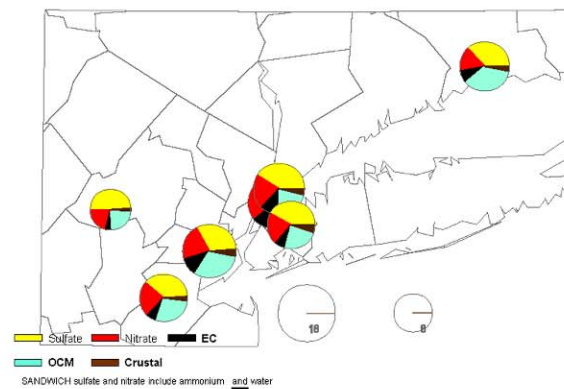 18 8
Sulfate Nitrate EC
OCM Crustal
SANDWICH sulfate and nitrate include ammonium and water